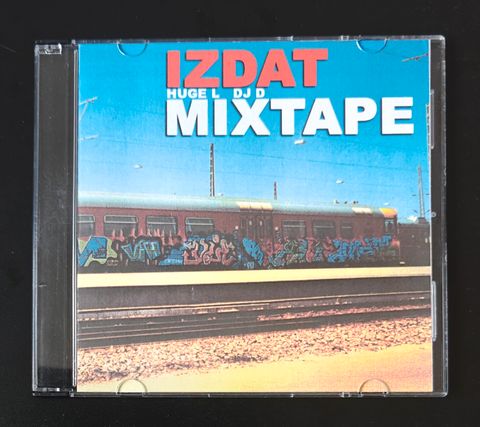 IZDAT
HUGE L DJ D
MIXTAPE